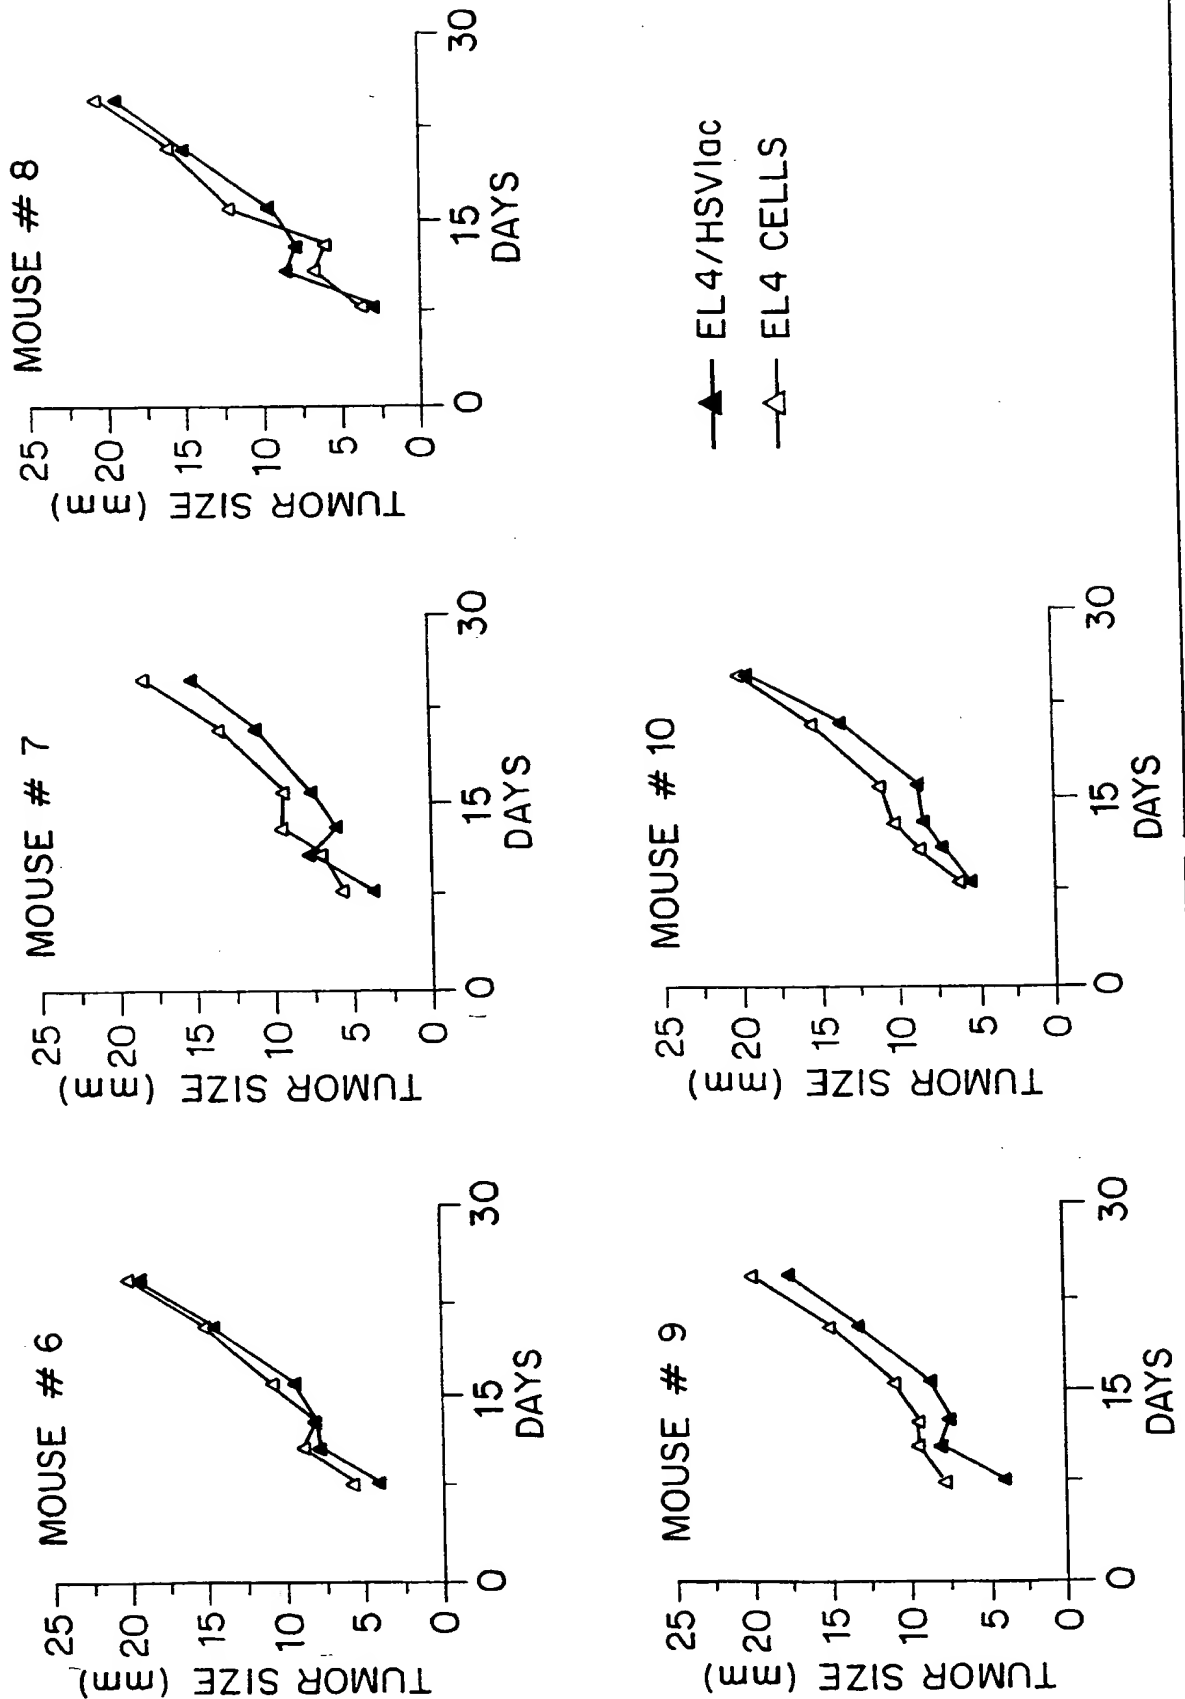 MOUSE # 6
TUMOR SIZE (mm)
25
20
15
10
5
0
0
15
30
DAYS
MOUSE # 7
TUMOR SIZE (mm)
25
20
15
10
5
0
0
15
30
DAYS
MOUSE # 8
TUMOR SIZE (mm)
25
20
15
10
5
0
0
15
30
DAYS
MOUSE # 9
TUMOR SIZE (mm)
25
20
15
10
5
0
0
15
30
DAYS
MOUSE # 10
TUMOR SIZE (mm)
25
20
15
10
5
0
0
15
30
DAYS
EL4/HSVlac
EL4 CELLS